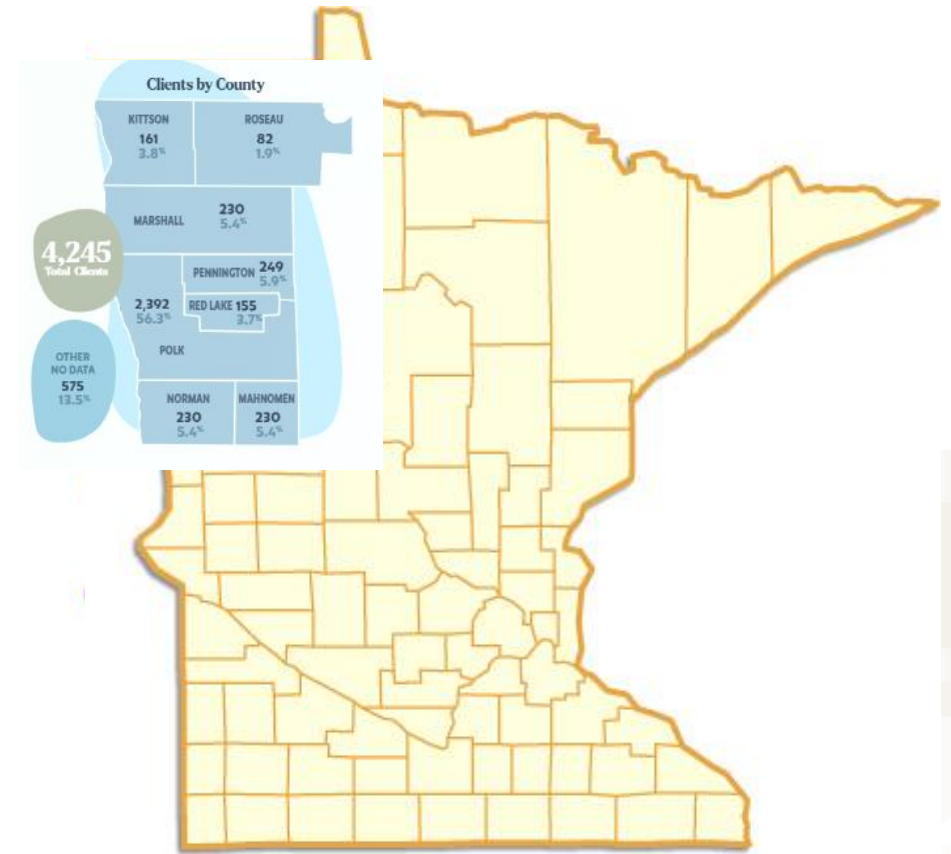 Clients by County
KITTSON
161
3.8%
ROSEAU
82
1.9%
MARSHALL
230
5.4%
4,245
Total Clients
PENNINGTON 249
5.9%
2,392
56.3%
RED LAKE 155
3.7%
POLK
OTHER
NO DATA
575
13.5%
NORMAN
230
5.4%
MAHNOMEN
230
5.4%